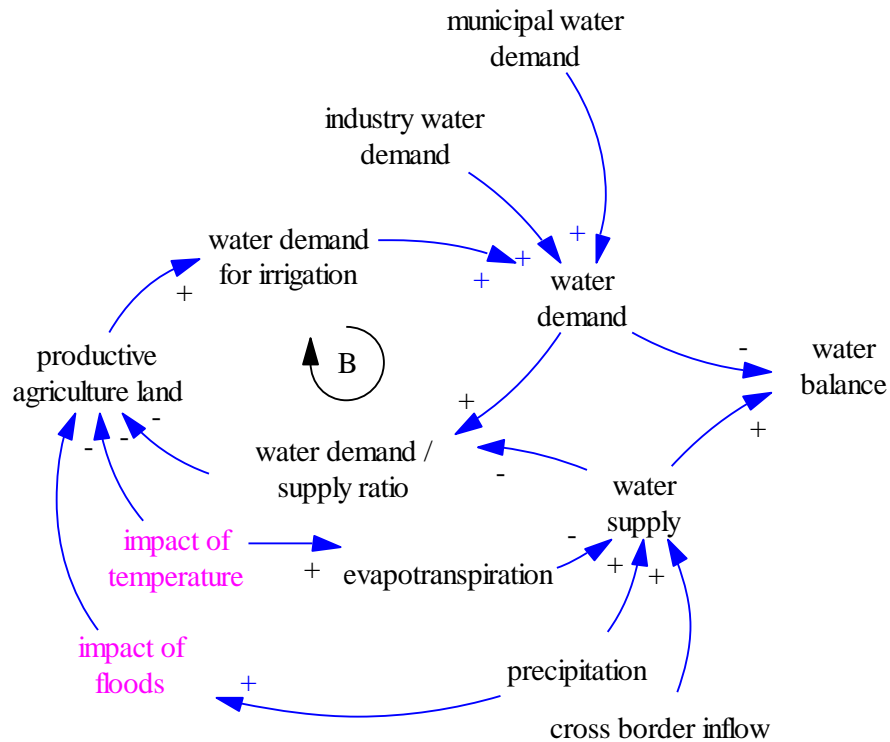 municipal water
demand
industry water
demand
water demand
for irrigation
+
+
+
+
water
demand
productive
agriculture land
B
-
water
balance
+
+
-
-
-
water demand /
supply ratio
-
water
supply
impact of
temperature
+
evapotranspiration
-
+
+
impact of
floods
+
precipitation
cross border inflow